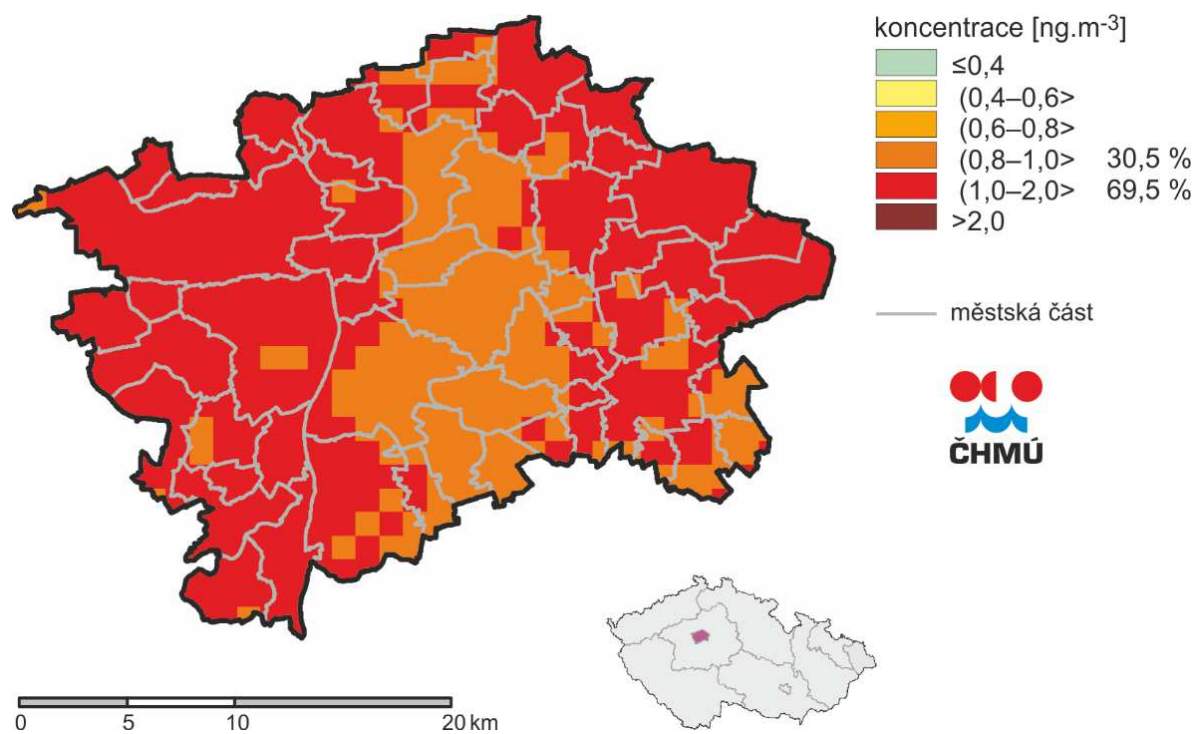 koncentrace [ng.m-3]
≤0,4
(0,4–0,6>
(0,6–0,8>
(0,8–1,0> 30,5 %
(1,0–2,0> 69,5 %
>2,0
městská část
ČHMÚ
0 5 10 20 km